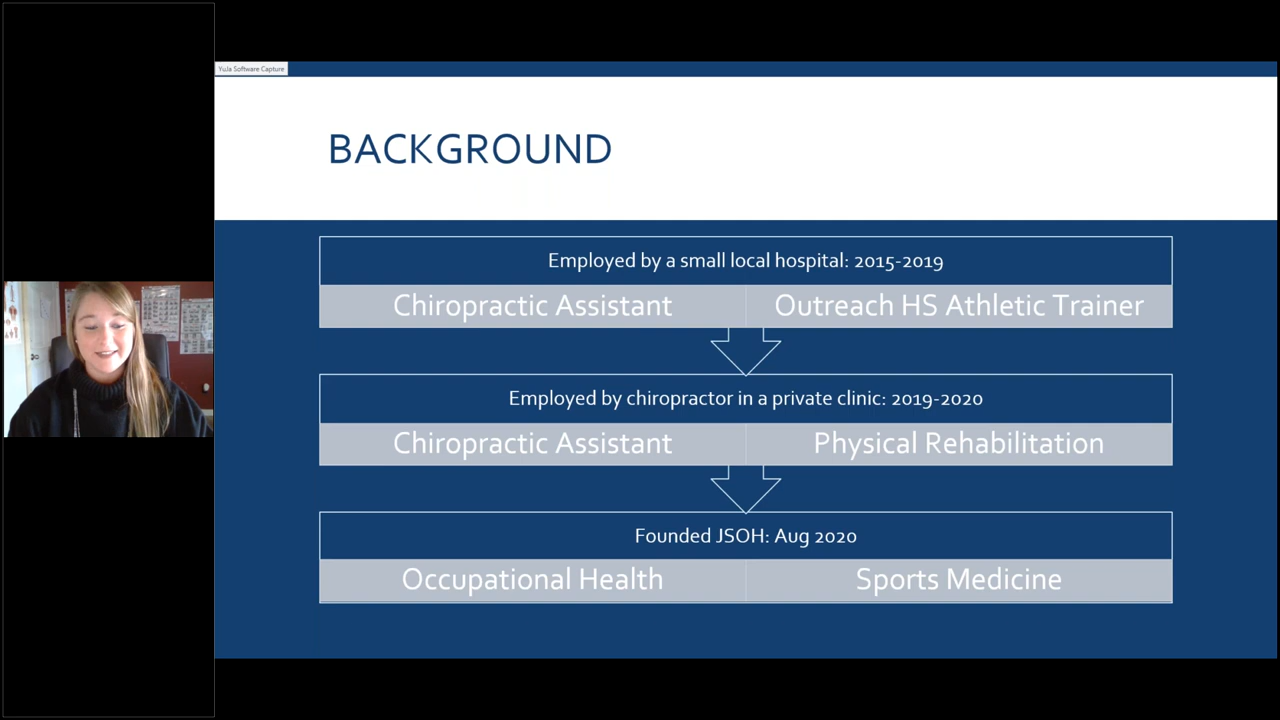 YuJa Software Capture
BACKGROUND
Employed by a small local hospital: 2015-2019
Chiropractic Assistant
Outreach HS Athletic Trainer
Employed by chiropractor in a private clinic: 2019-2020
Chiropractic Assistant
Physical Rehabilitation
Founded JSOH: Aug 2020
Occupational Health
Sports Medicine